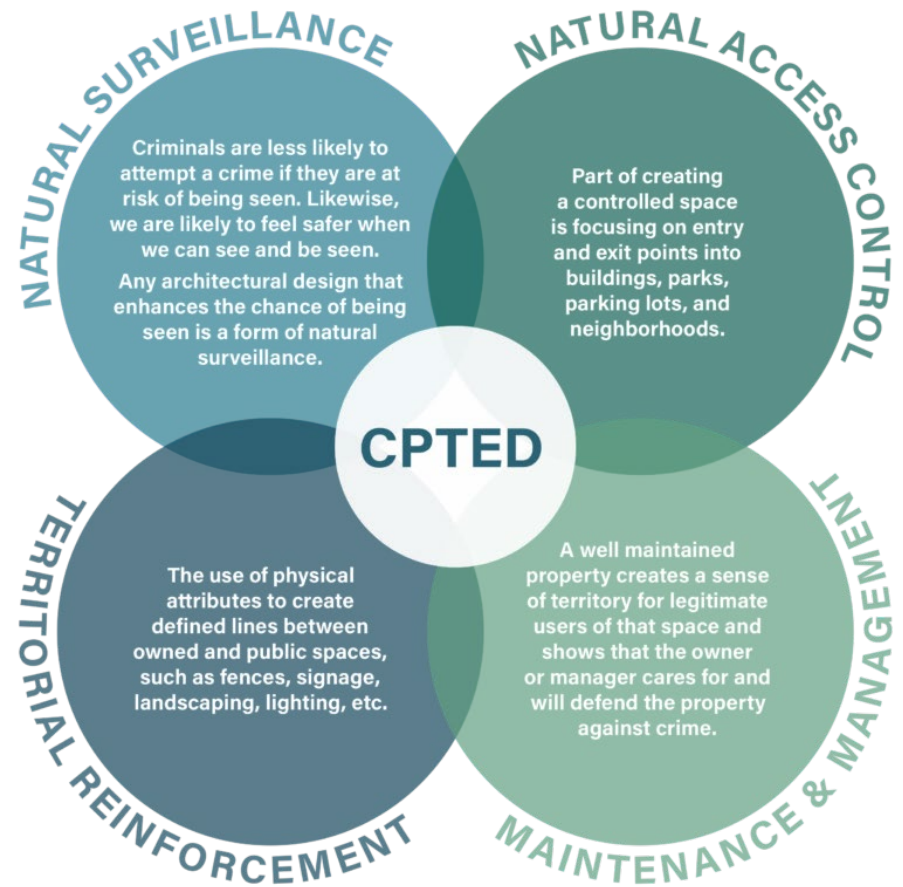 NATURAL SURVEILLANCE
Criminals are less likely to
attempt a crime if they are at
risk of being seen. Likewise,
we are likely to feel safer when
we can see and be seen.
Any architectural design that
enhances the chance of being
seen is a form of natural
surveillance.
NATURAL ACCESS CONTROL
Part of creating
a controlled space
is focusing on entry
and exit points into
buildings, parks,
parking lots, and
neighborhoods.
CPTED
TERRITORIAL REINFORCEMENT
The use of physical
attributes to create
defined lines between
owned and public spaces,
such as fences, signage,
landscaping, lighting, etc.
MAINTENANCE & MANAGEMENT
A well maintained
property creates a sense
of territory for legitimate
users of that space and
shows that the owner
or manager cares for and
will defend the property
against crime.